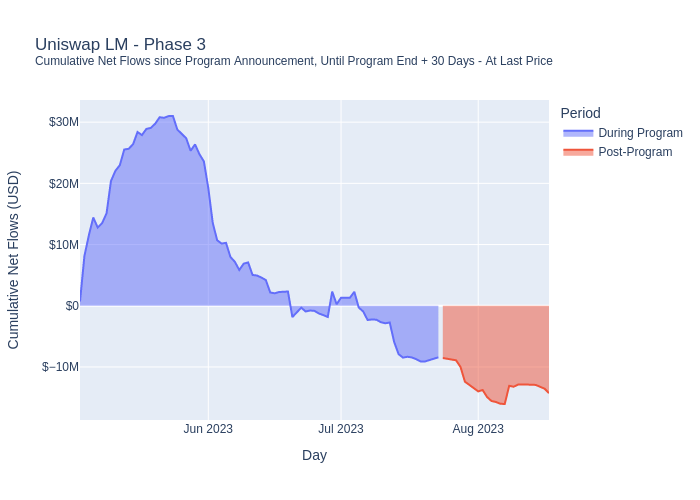 Uniswap LM - Phase 3
Cumulative Net Flows since Program Announcement, Until Program End + 30 Days - At Last Price
Period
During Program
Post-Program
Cumulative Net Flows (USD)
$30M
$20M
$10M
$0
$−10M
Jun 2023
Jul 2023
Aug 2023
Day